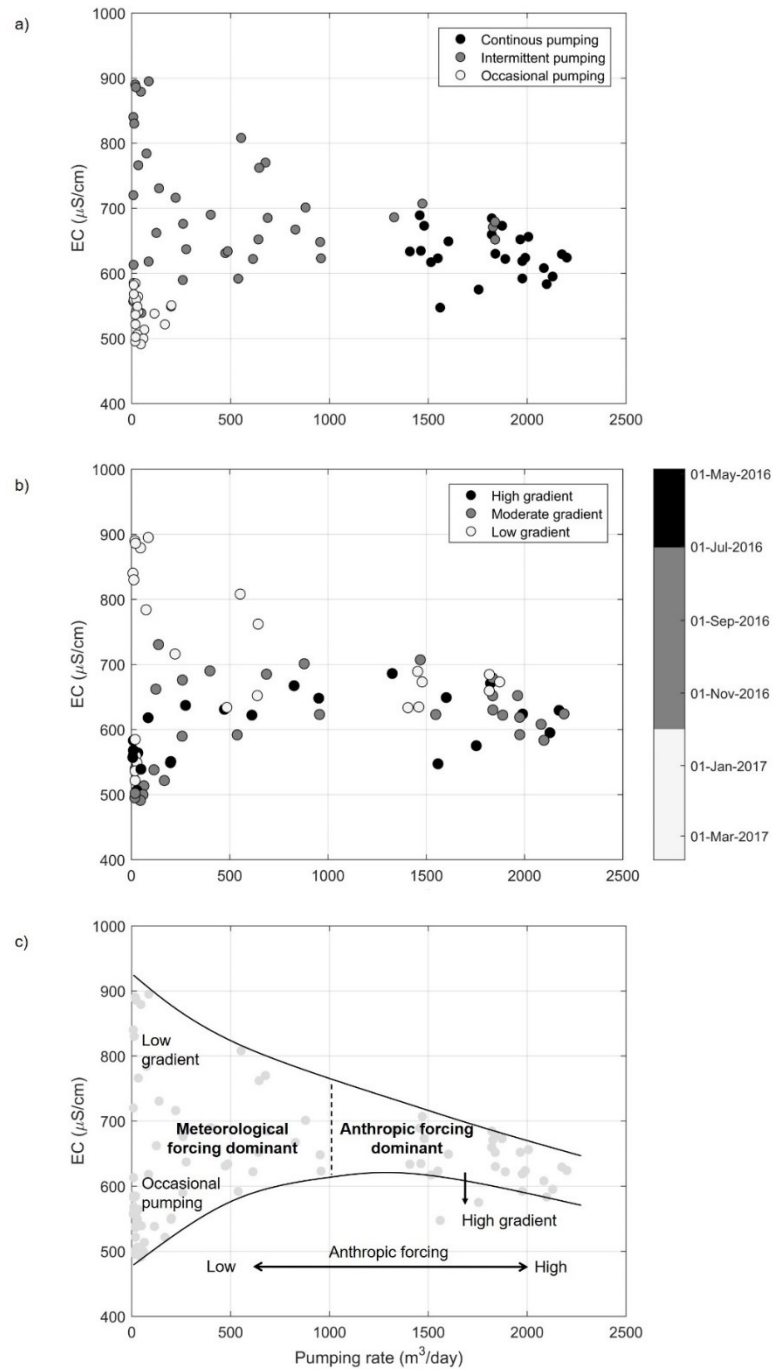 a)
1000
900
800
700
600
500
400
EC (μS/cm)
Continous pumping
Intermittent pumping
Occasional pumping
0
500
1000
1500
2000
2500
b)
1000
900
800
700
600
500
400
EC (μS/cm)
High gradient
Moderate gradient
Low gradient
0
500
1000
1500
2000
2500
01-May-2016
01-Jul-2016
01-Sep-2016
01-Nov-2016
01-Jan-2017
01-Mar-2017
c)
1000
900
800
700
600
500
400
EC (μS/cm)
Low
gradient
Meteorological
forcing dominant
Anthropic forcing
dominant
Occasional
pumping
High gradient
Anthropic forcing
Low
High
0
500
1000
1500
2000
2500
Pumping rate (m³/day)